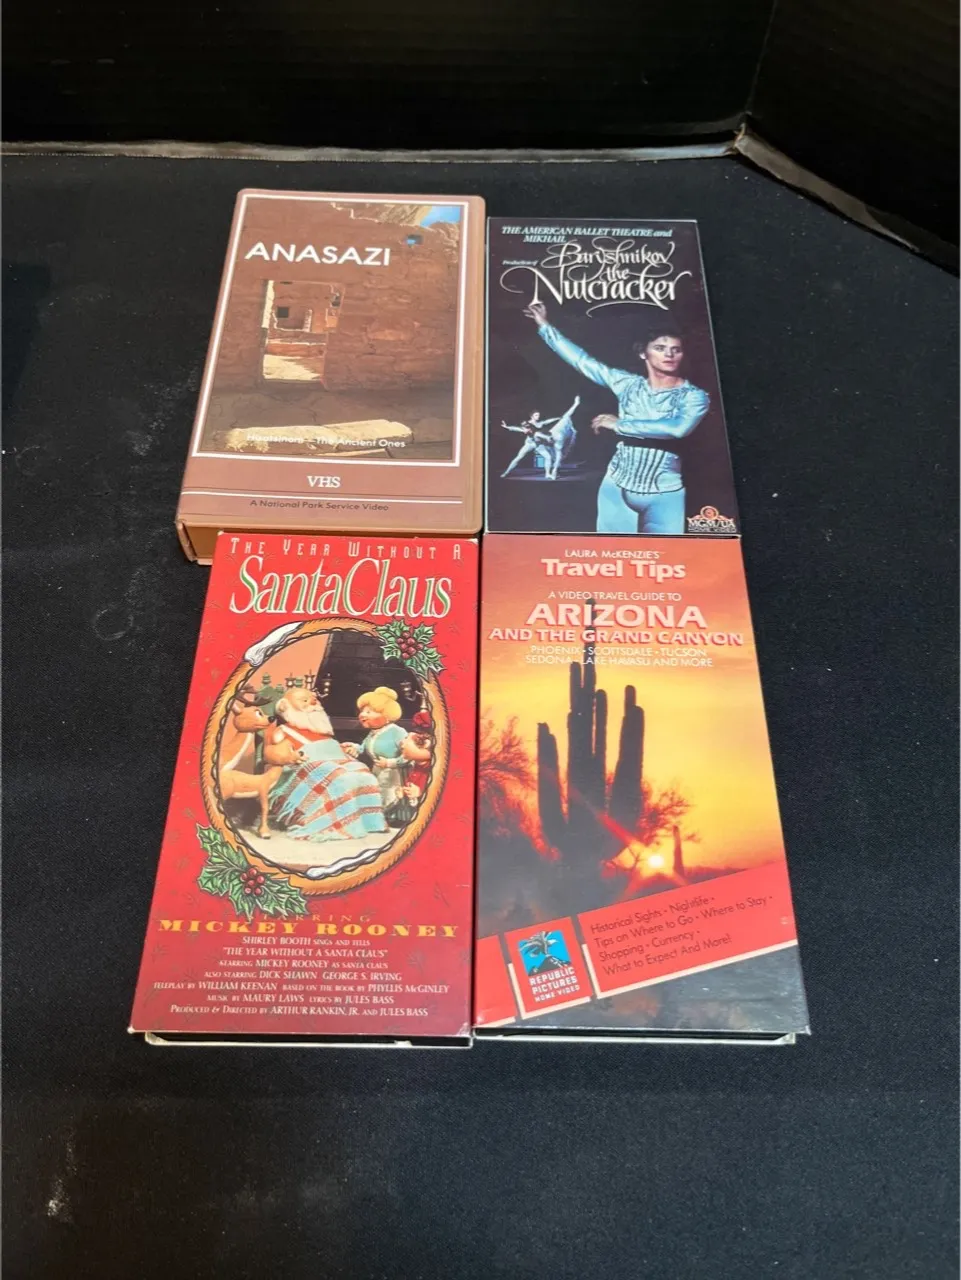 ANASAZI
Hisatsinom - The Ancient Ones
VHS
A National Park Service Video
THE AMERICAN BALLET THEATRE and
MIKHAIL
Baryshnikov
Production of
the
Nutcracker
MGM/UA
HOME VIDEO
THE YEAR WITHOUT A
Santa Claus
STARRING
MICKEY ROONEY
SHIRLEY BOOTH SINGS AND TELLS
"THE YEAR WITHOUT A SANTA CLAUS"
STARRING MICKEY ROONEY AS SANTA CLAUS
ALSO STARRING DICK SHAWN GEORGE S. IRVING
TELEPLAY BY WILLIAM KEENAN BASED ON THE BOOK BY PHYLLIS McGINLEY
MUSIC BY MAURY LAWS LYRICS BY JULES BASS
PRODUCED & DIRECTED BY ARTHUR RANKIN, JR. AND JULES BASS
LAURA McKENZIE'S™
Travel Tips
A VIDEO TRAVEL GUIDE TO
ARIZONA
AND THE GRAND CANYON
PHOENIX • SCOTTSDALE • TUCSON
SEDONA • LAKE HAVASU AND MORE
Historical Sights • Nightlife •
Tips on Where to Go • Where to Stay •
Shopping • Currency •
What to Expect And More!
REPUBLIC
PICTURES
HOME VIDEO